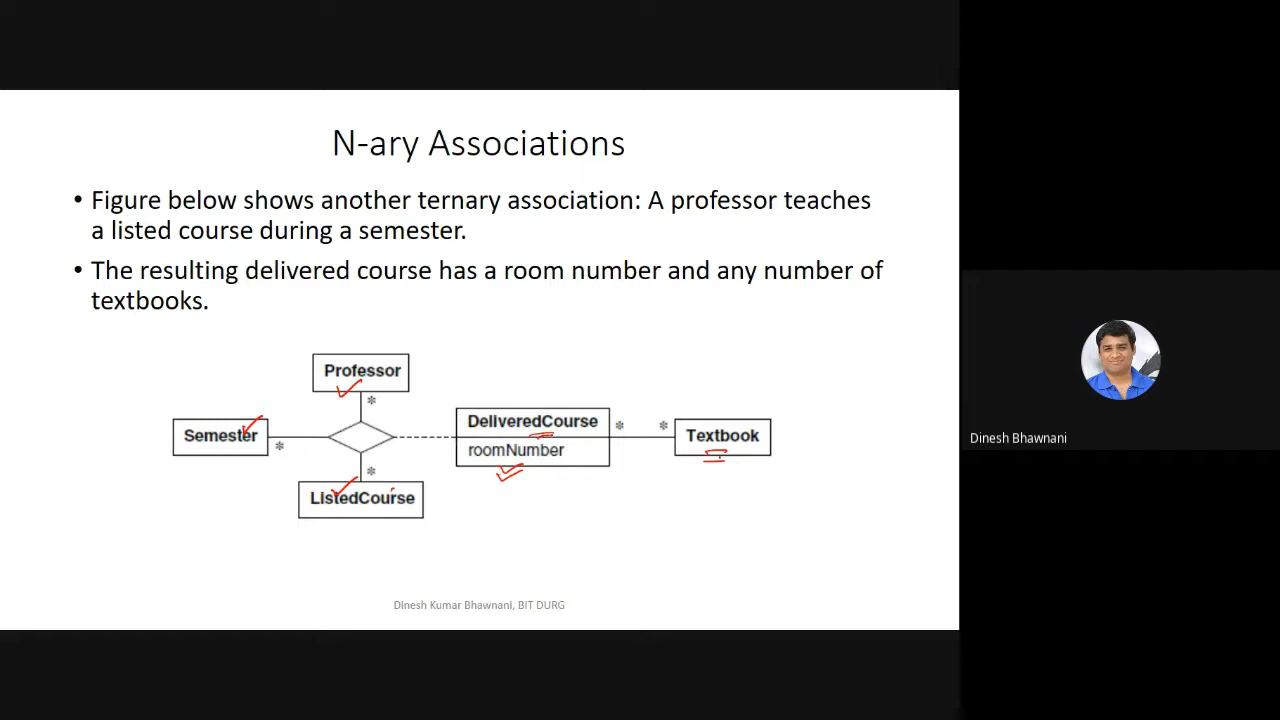 N-ary Associations
• Figure below shows another ternary association: A professor teaches
a listed course during a semester.
• The resulting delivered course has a room number and any number of
textbooks.
Professor
*
DeliveredCourse
* *
Semester
*
Textbook
roomNumber
*
ListedCourse
Dinesh Bhawnani
Dinesh Kumar Bhawnani, BIT DURG